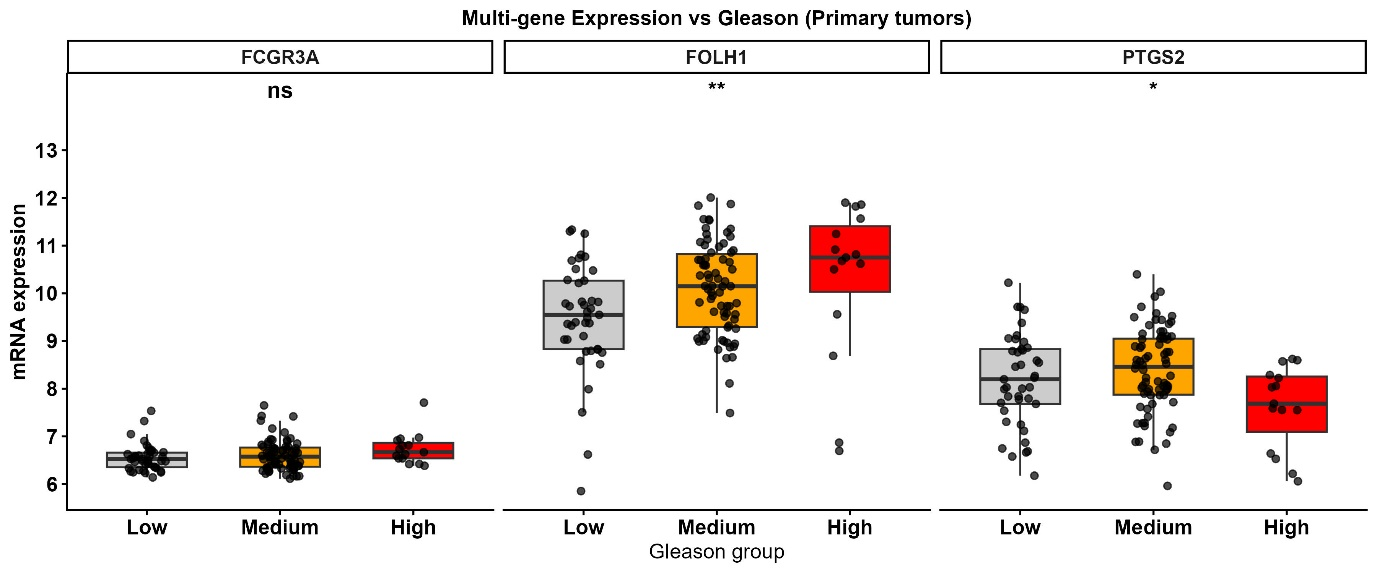 Multi-gene Expression vs Gleason (Primary tumors)
FCGR3A
FOLH1
PTGS2
ns
**
*
mRNA expression
13
12
11
10
9
8
7
6
Low Medium High
Low Medium High
Low Medium High
Gleason group